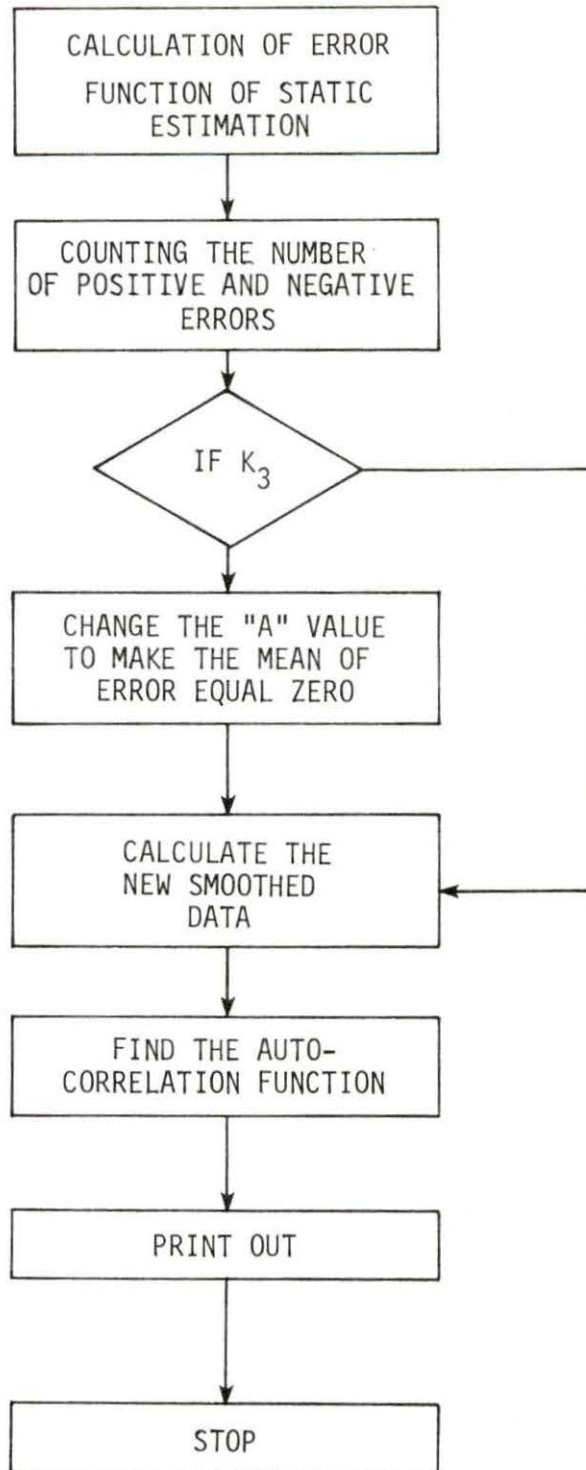 CALCULATION OF ERROR
FUNCTION OF STATIC
ESTIMATION
COUNTING THE NUMBER
OF POSITIVE AND NEGATIVE
ERRORS
IF K₃
CHANGE THE "A" VALUE
TO MAKE THE MEAN OF
ERROR EQUAL ZERO
CALCULATE THE
NEW SMOOTHED
DATA
FIND THE AUTO-
CORRELATION FUNCTION
PRINT OUT
STOP